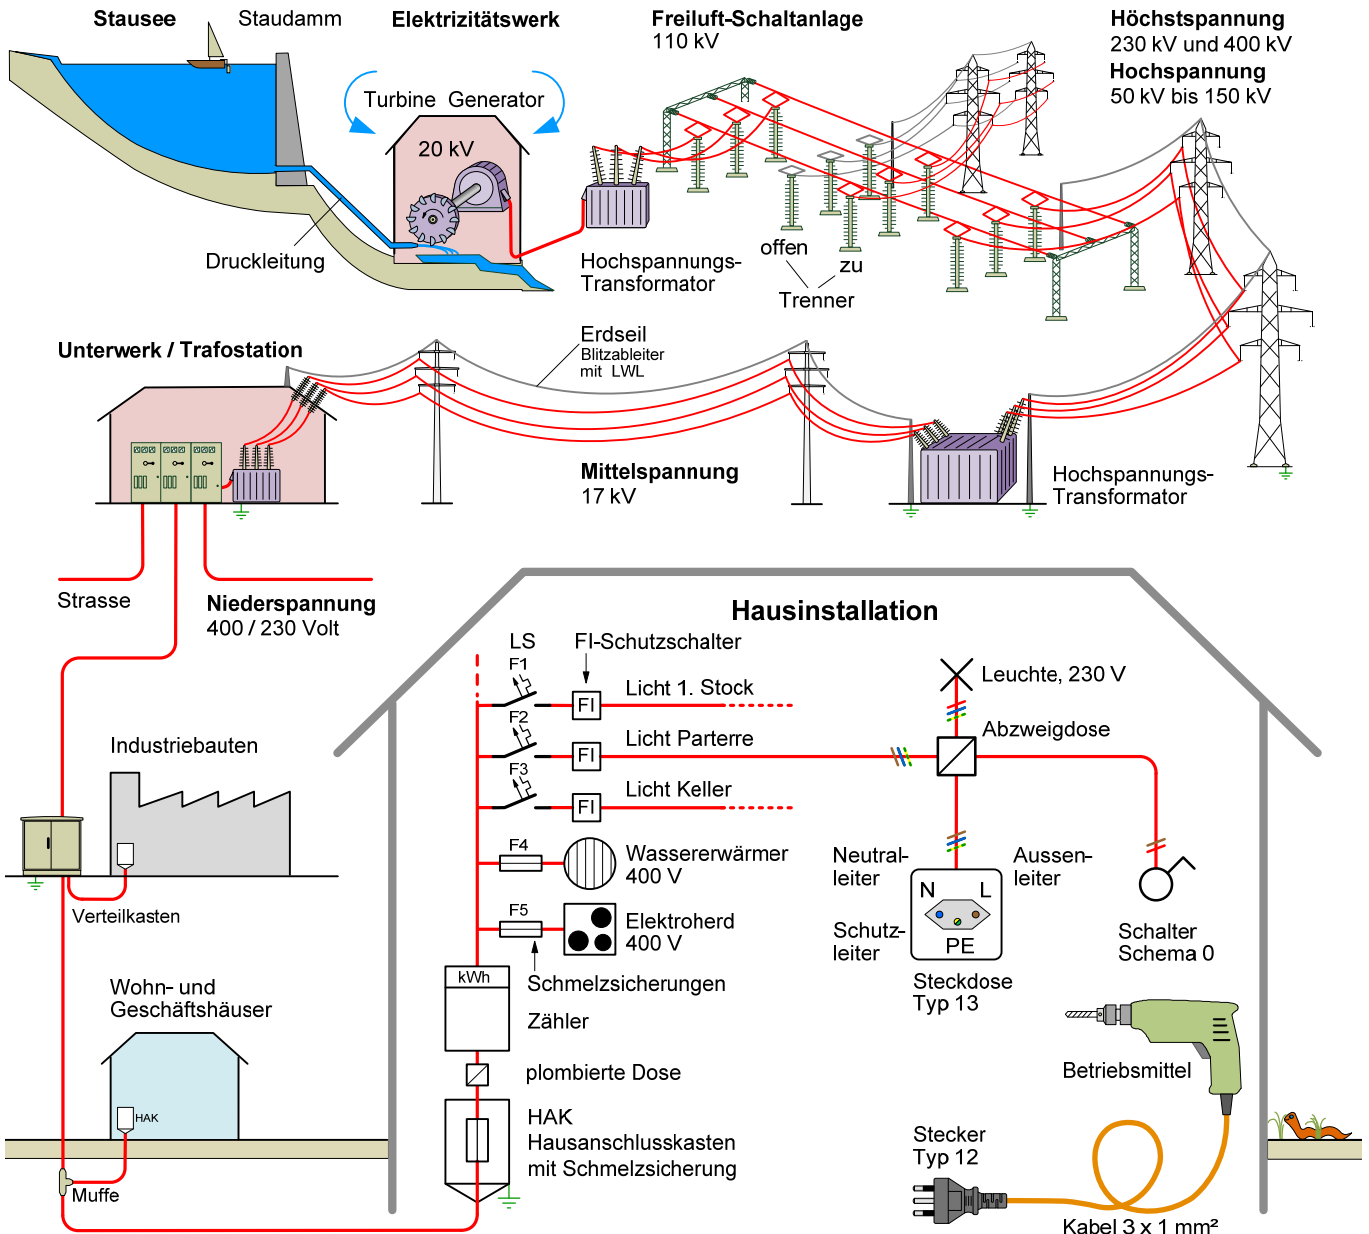 Stausee
Staudamm
Elektrizitätswerk
Freiluft-Schaltanlage
110 kV
Höchstspannung
230 kV und 400 kV
Hochspannung
50 kV bis 150 kV
Turbine Generator
20 kV
Druckleitung
Hochspannungs-
Transformator
offen
zu
Trenner
Unterwerk / Trafostation
Erdseil
Blitzableiter
mit LWL
Mittelspannung
17 kV
Hochspannungs-
Transformator
Strasse
Niederspannung
400 / 230 Volt
Hausinstallation
LS
FI-Schutzschalter
F1
FI
Licht 1. Stock
Leuchte, 230 V
F2
FI
Licht Parterre
Abzweigdose
F3
FI
Licht Keller
Industriebauten
F4
Wassererwärmer
400 V
Neutral-
leiter
Aussen-
leiter
N L
PE
Schutz-
leiter
Verteilkasten
F5
Elektroherd
400 V
Schalter
Schema 0
kWh
Schmelzsicherungen
Steckdose
Typ 13
Wohn- und
Geschäftshäuser
Zähler
plombierte Dose
Betriebsmittel
HAK
HAK
Hausanschlusskasten
mit Schmelzsicherung
Stecker
Typ 12
Muffe
Kabel 3 x 1 mm²